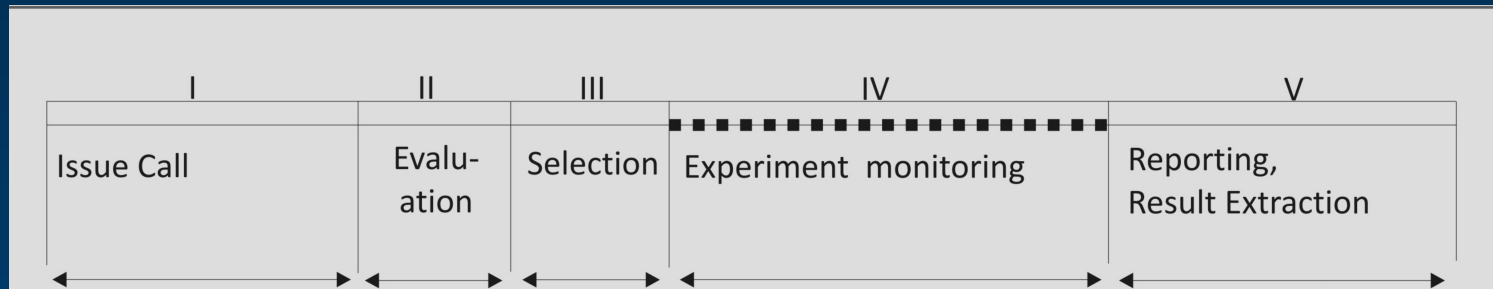 I II III IV V
Issue Call
Evalu-
ation
Selection
Experiment monitoring
Reporting,
Result Extraction